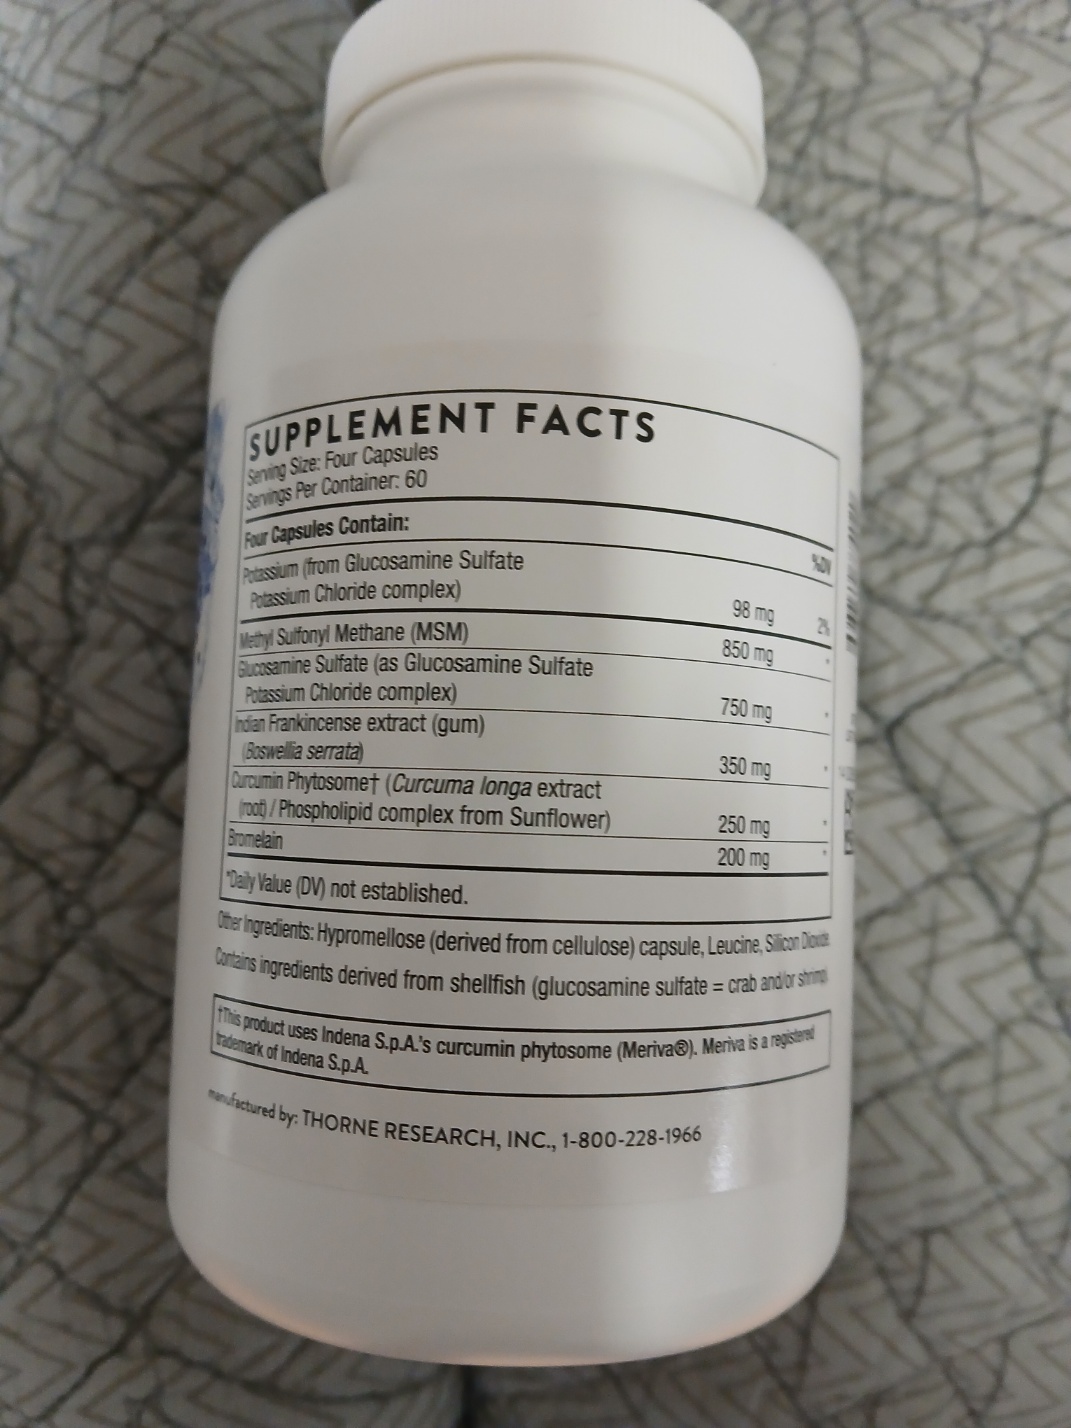 SUPPLEMENT FACTS
Serving Size: Four Capsules
Servings Per Container: 60
Four Capsules Contain:
%DV
Potassium (from Glucosamine Sulfate
Potassium Chloride complex) 98 mg 2%
Methyl Sulfonyl Methane (MSM) 850 mg *
Glucosamine Sulfate (as Glucosamine Sulfate
Potassium Chloride complex) 750 mg *
Indian Frankincense extract (gum)
(Boswellia serrata) 350 mg *
Curcumin Phytosome† (Curcuma longa extract
(root) / Phospholipid complex from Sunflower) 250 mg *
Bromelain 200 mg *
*Daily Value (DV) not established.
Other Ingredients: Hypromellose (derived from cellulose) capsule, Leucine, Silicon Dioxide
Contains ingredients derived from shellfish (glucosamine sulfate = crab and/or shrimp)
†This product uses Indena S.p.A.'s curcumin phytosome (Meriva®). Meriva is a registered
trademark of Indena S.p.A.
manufactured by: THORNE RESEARCH, INC., 1-800-228-1966